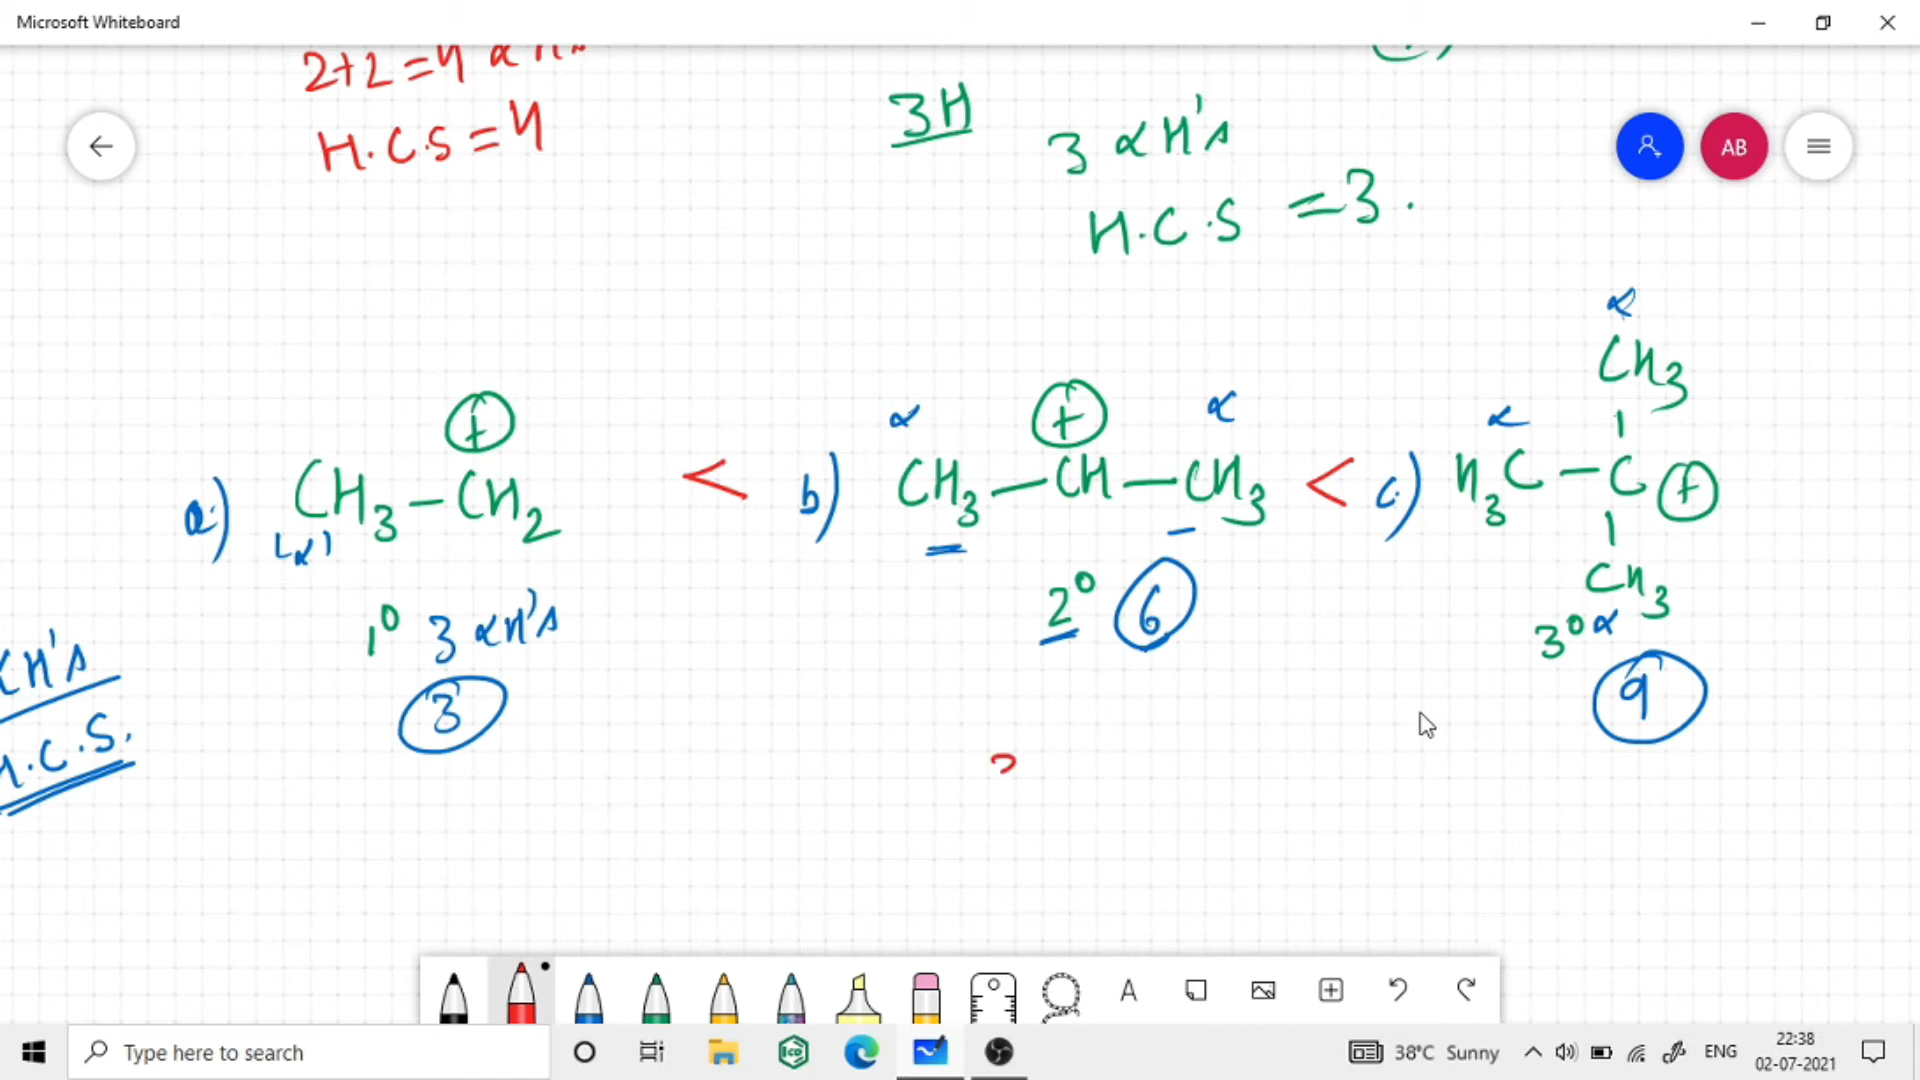 Microsoft Whiteboard
2+2=4 α H's
H.C.S = 4
3H
3 αH's
H.C.S = 3.
AB
a.) CH3 – CH2 +
(α)
1° 3 αH's
3
<
b) CH3 — CH — CH3 +
α α
2° 6
<
c.) H3C – C +
α
α
CH3
CH3
3° α
9
αH's
H.C.S.
Type here to search
38°C Sunny
ENG
22:38
02-07-2021